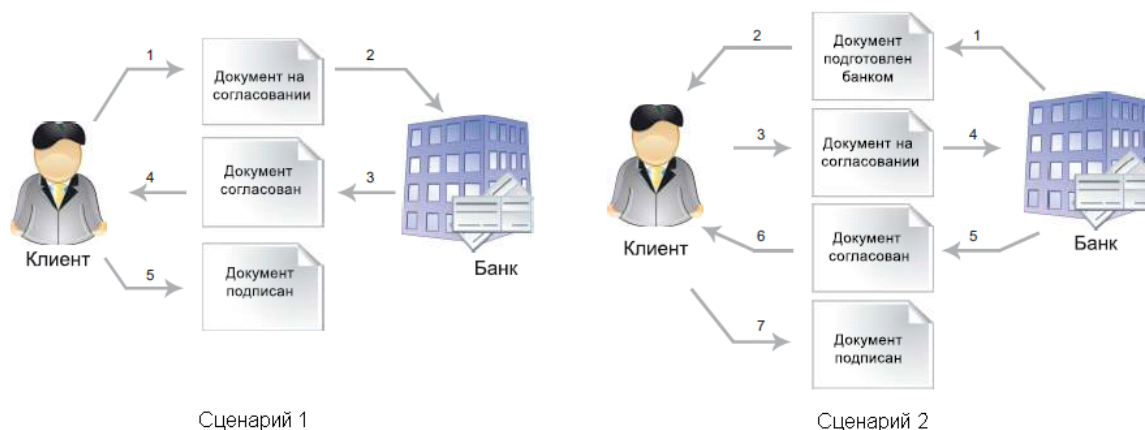 1
Документ на
согласовании
2
4
Документ
согласован
3
Клиент
5
Документ
подписан
Банк
Сценарий 1
2
Документ
подготовлен
банком
1
3
Документ на
согласовании
4
Клиент
6
Документ
согласован
5
Банк
7
Документ
подписан
Сценарий 2